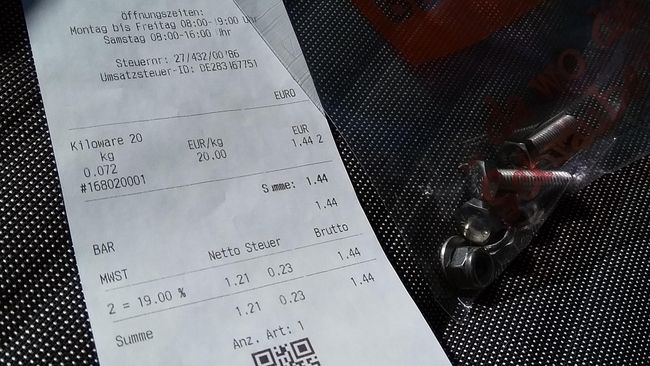 Öffnungszeiten:
Montag bis Freitag 08:00-19:00 Uhr
Samstag 08:00-16:00 Uhr
Steuernr: 27/432/00786
Umsatzsteuer-ID: DE283167751
EURO
Kiloware 20
kg EUR/kg EUR
0.072 20.00 1.44 2
#168020001
Summe: 1.44
BAR 1.44
MWST Netto Steuer Brutto
2 = 19.00 % 1.21 0.23 1.44
Summe 1.21 0.23 1.44
Anz. Art: 1